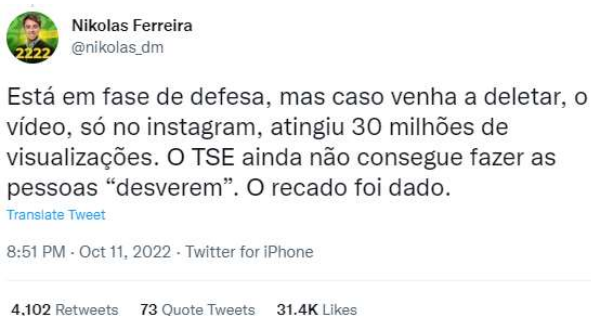 2222
Nikolas Ferreira
@nikolas_dm
Está em fase de defesa, mas caso venha a deletar, o
vídeo, só no instagram, atingiu 30 milhões de
visualizações. O TSE ainda não consegue fazer as
pessoas “desverem”. O recado foi dado.
Translate Tweet
8:51 PM · Oct 11, 2022 · Twitter for iPhone
4,102 Retweets 73 Quote Tweets 31.4K Likes